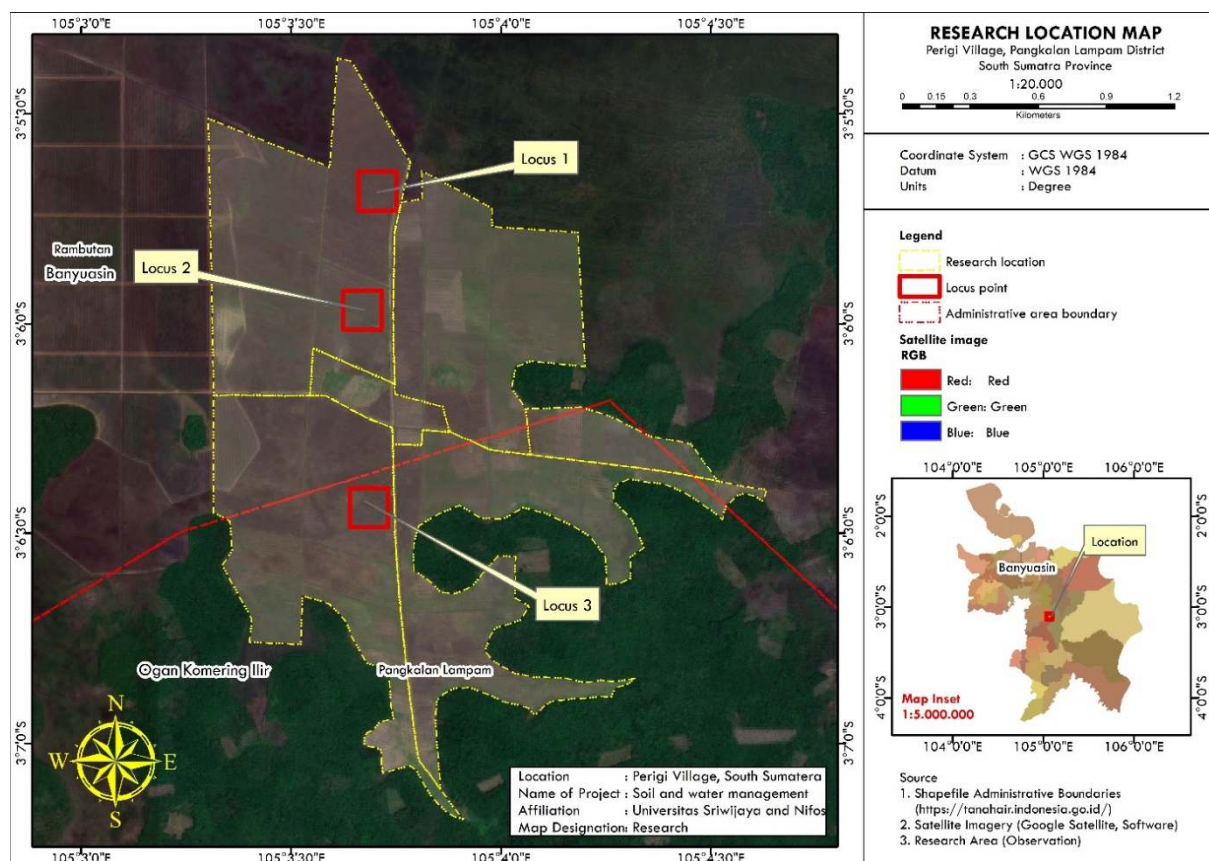 105°3'0"E
105°3'30"E
105°4'0"E
105°4'30"E
3°5'30"S
3°6'0"S
3°6'30"S
3°7'0"S
3°5'30"S
3°6'0"S
3°6'30"S
3°7'0"S
Locus 1
Rambutan
Banyuasin
Locus 2
Locus 3
Ogan Komering Ilir
Pangkalan Lampam
N
W
E
S
Location : Perigi Village, South Sumatera
Name of Project : Soil and water management
Affiliation : Universitas Sriwijaya and Nifos
Map Designation: Research
105°3'0"E
105°3'30"E
105°4'0"E
105°4'30"E
RESEARCH LOCATION MAP
Perigi Village, Pangkalan Lampam District
South Sumatra Province
1:20.000
0 0.15 0.3 0.6 0.9 1.2
Kilometers
Coordinate System : GCS WGS 1984
Datum : WGS 1984
Units : Degree
Legend
Research location
Locus point
Administrative area boundary
Satellite image
RGB
Red: Red
Green: Green
Blue: Blue
104°0'0"E 105°0'0"E 106°0'0"E
2°0'0"S
3°0'0"S
4°0'0"S
2°0'0"S
3°0'0"S
4°0'0"S
Location
Banyuasin
Map Inset
1:5.000.000
104°0'0"E 105°0'0"E 106°0'0"E
Source
1. Shapefile Administrative Boundaries
(https://tanahair.indonesia.go.id/)
2. Satellite Imagery (Google Satellite, Software)
3. Research Area (Observation)